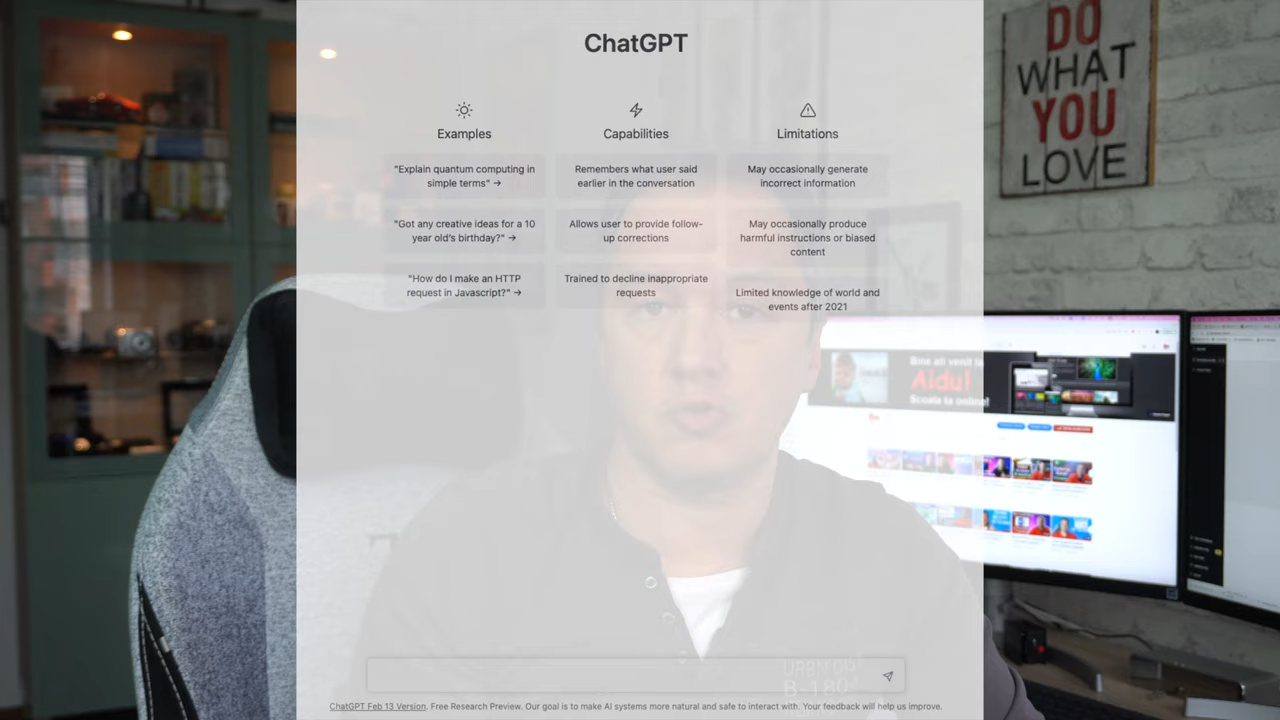 ChatGPT
Examples
"Explain quantum computing in
simple terms" →
"Got any creative ideas for a 10
year old's birthday?" →
"How do I make an HTTP
request in Javascript?" →
Capabilities
Remembers what user said
earlier in the conversation
Allows user to provide follow-
up corrections
Trained to decline inappropriate
requests
Limitations
May occasionally generate
incorrect information
May occasionally produce
harmful instructions or biased
content
Limited knowledge of world and
events after 2021
ChatGPT Feb 13 Version. Free Research Preview. Our goal is to make AI systems more natural and safe to interact with. Your feedback will help us improve.
DO
WHAT
YOU
LOVE
Bine ati venit la
Aidu!
Scoala ta online!